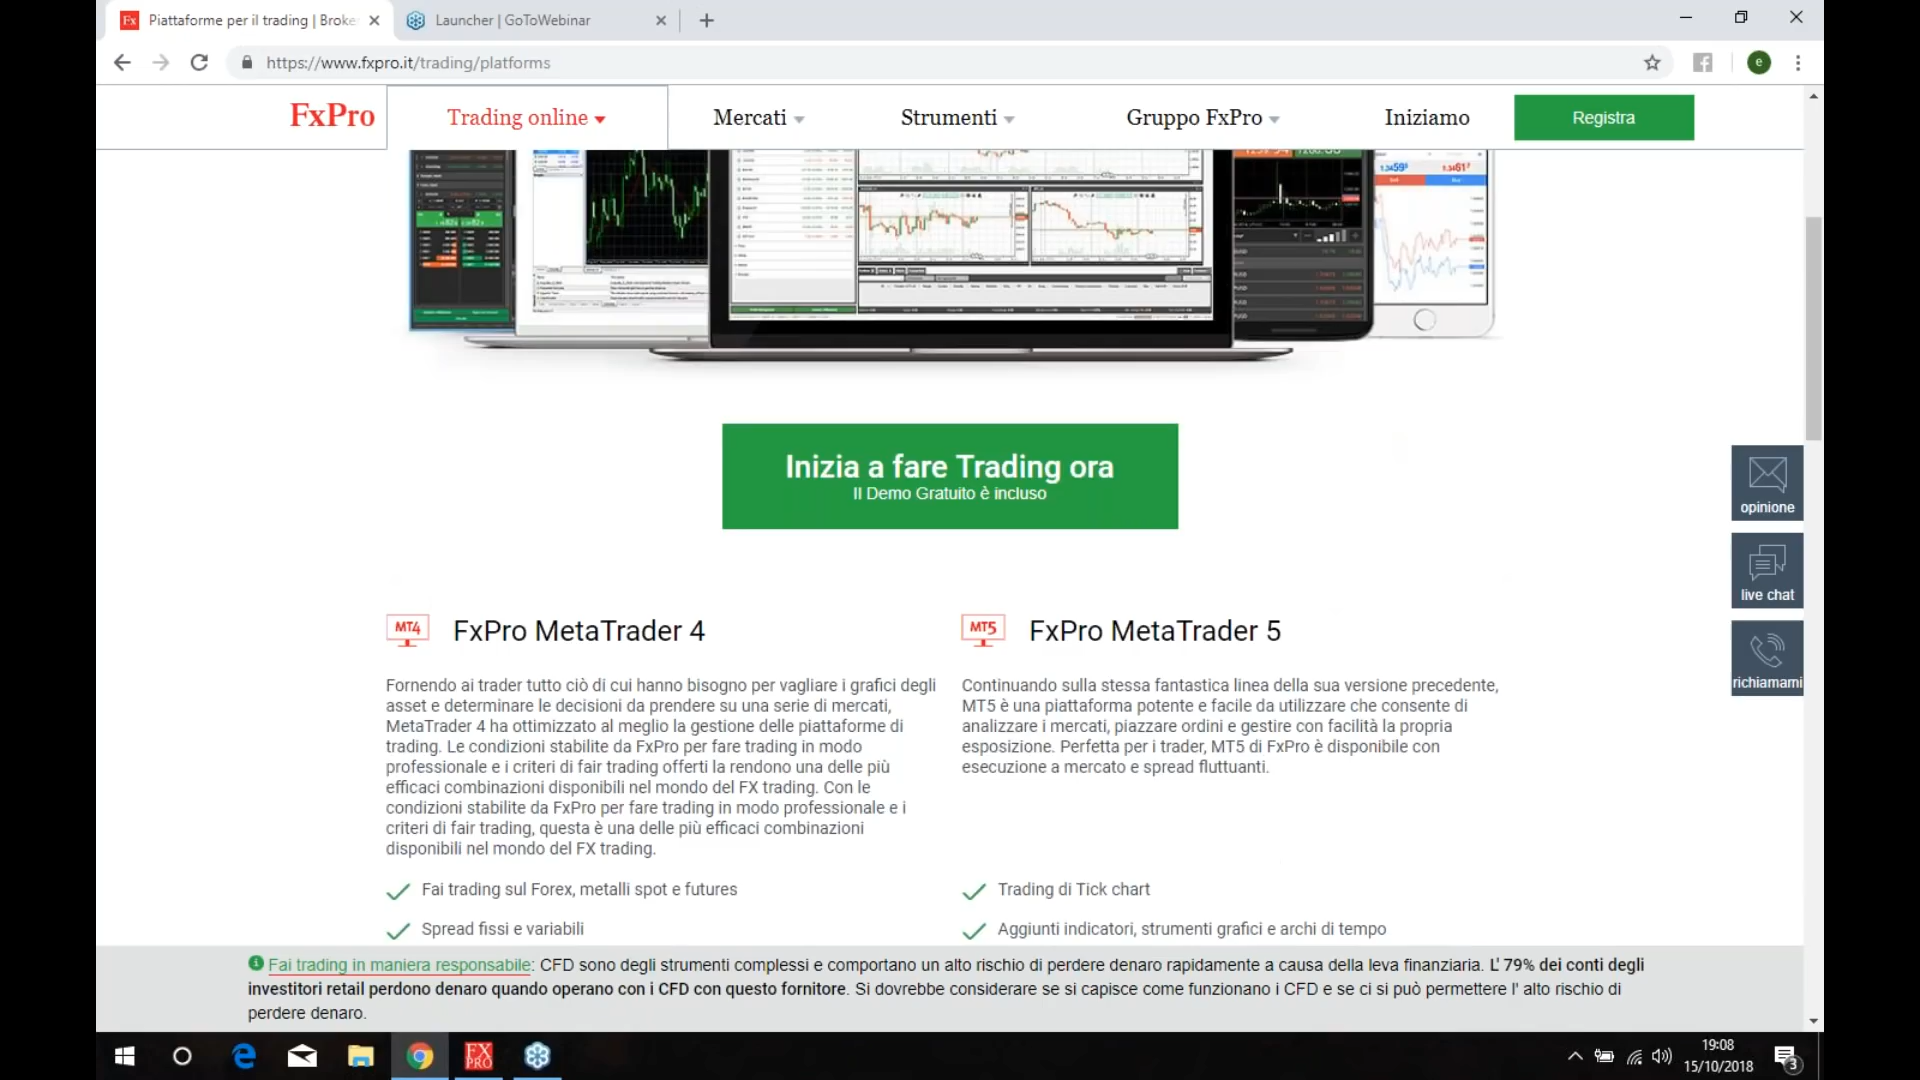 Piattaforme per il trading | Broke
Launcher | GoToWebinar
https://www.fxpro.it/trading/platforms
e
FxPro
Trading online
Mercati
Strumenti
Gruppo FxPro
Iniziamo
Registra
Inizia a fare Trading ora
Il Demo Gratuito è incluso
opinione
live chat
richiamami
MT4
FxPro MetaTrader 4
Fornendo ai trader tutto ciò di cui hanno bisogno per vagliare i grafici degli
asset e determinare le decisioni da prendere su una serie di mercati,
MetaTrader 4 ha ottimizzato al meglio la gestione delle piattaforme di
trading. Le condizioni stabilite da FxPro per fare trading in modo
professionale e i criteri di fair trading offerti la rendono una delle più
efficaci combinazioni disponibili nel mondo del FX trading. Con le
condizioni stabilite da FxPro per fare trading in modo professionale e i
criteri di fair trading, questa è una delle più efficaci combinazioni
disponibili nel mondo del FX trading.
Fai trading sul Forex, metalli spot e futures
Spread fissi e variabili
MT5
FxPro MetaTrader 5
Continuando sulla stessa fantastica linea della sua versione precedente,
MT5 è una piattaforma potente e facile da utilizzare che consente di
analizzare i mercati, piazzare ordini e gestire con facilità la propria
esposizione. Perfetta per i trader, MT5 di FxPro è disponibile con
esecuzione a mercato e spread fluttuanti.
Trading di Tick chart
Aggiunti indicatori, strumenti grafici e archi di tempo
Fai trading in maniera responsabile: CFD sono degli strumenti complessi e comportano un alto rischio di perdere denaro rapidamente a causa della leva finanziaria. L' 79% dei conti degli
investitori retail perdono denaro quando operano con i CFD con questo fornitore. Si dovrebbe considerare se si capisce come funzionano i CFD e se ci si può permettere l' alto rischio di
perdere denaro.
FX
PRO
19:08
15/10/2018
3